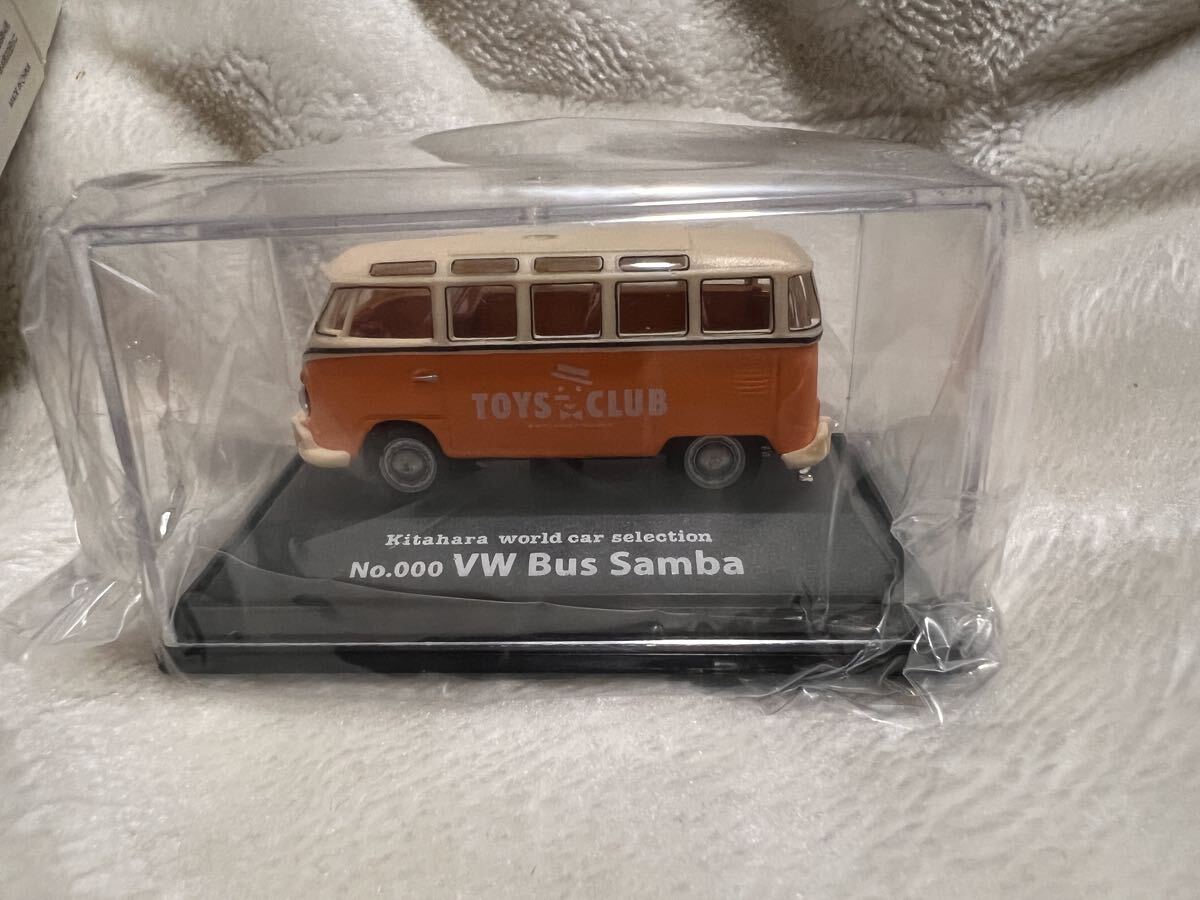 TOYS CLUB
Kitahara world car selection
No.000 VW Bus Samba